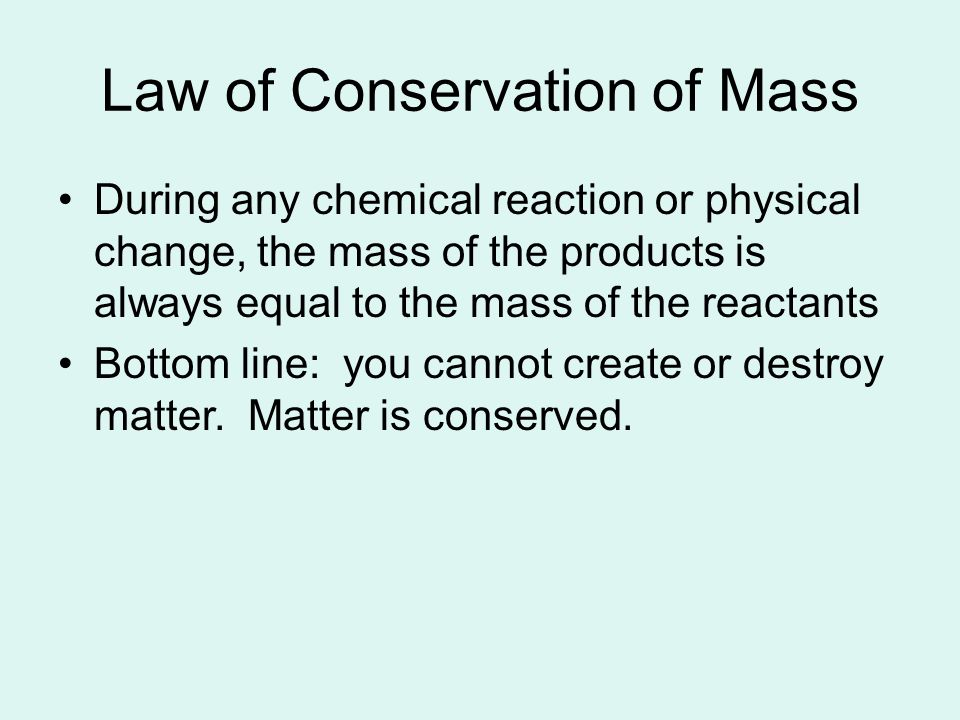 Law of Conservation of Mass
• During any chemical reaction or physical
change, the mass of the products is
always equal to the mass of the reactants
• Bottom line:  you cannot create or destroy
matter.  Matter is conserved.